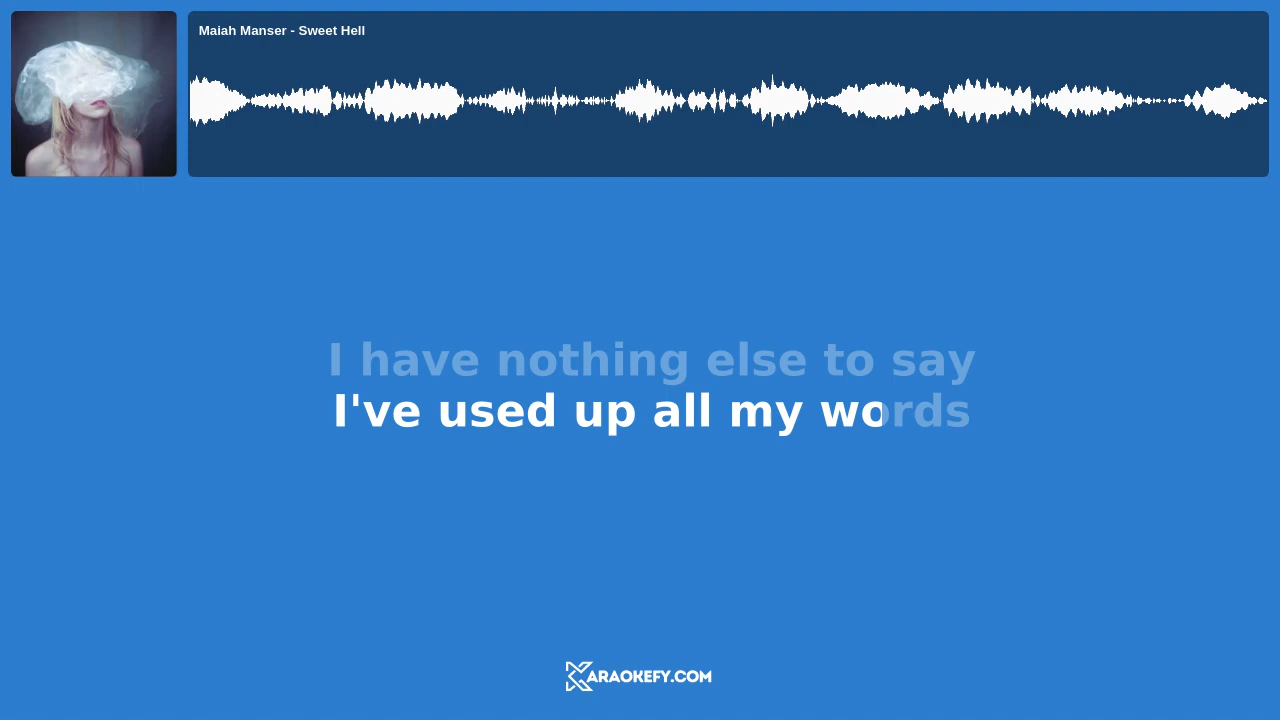 Maiah Manser - Sweet Hell
I have nothing else to say
I've used up all my words
KARAOKEFY.COM